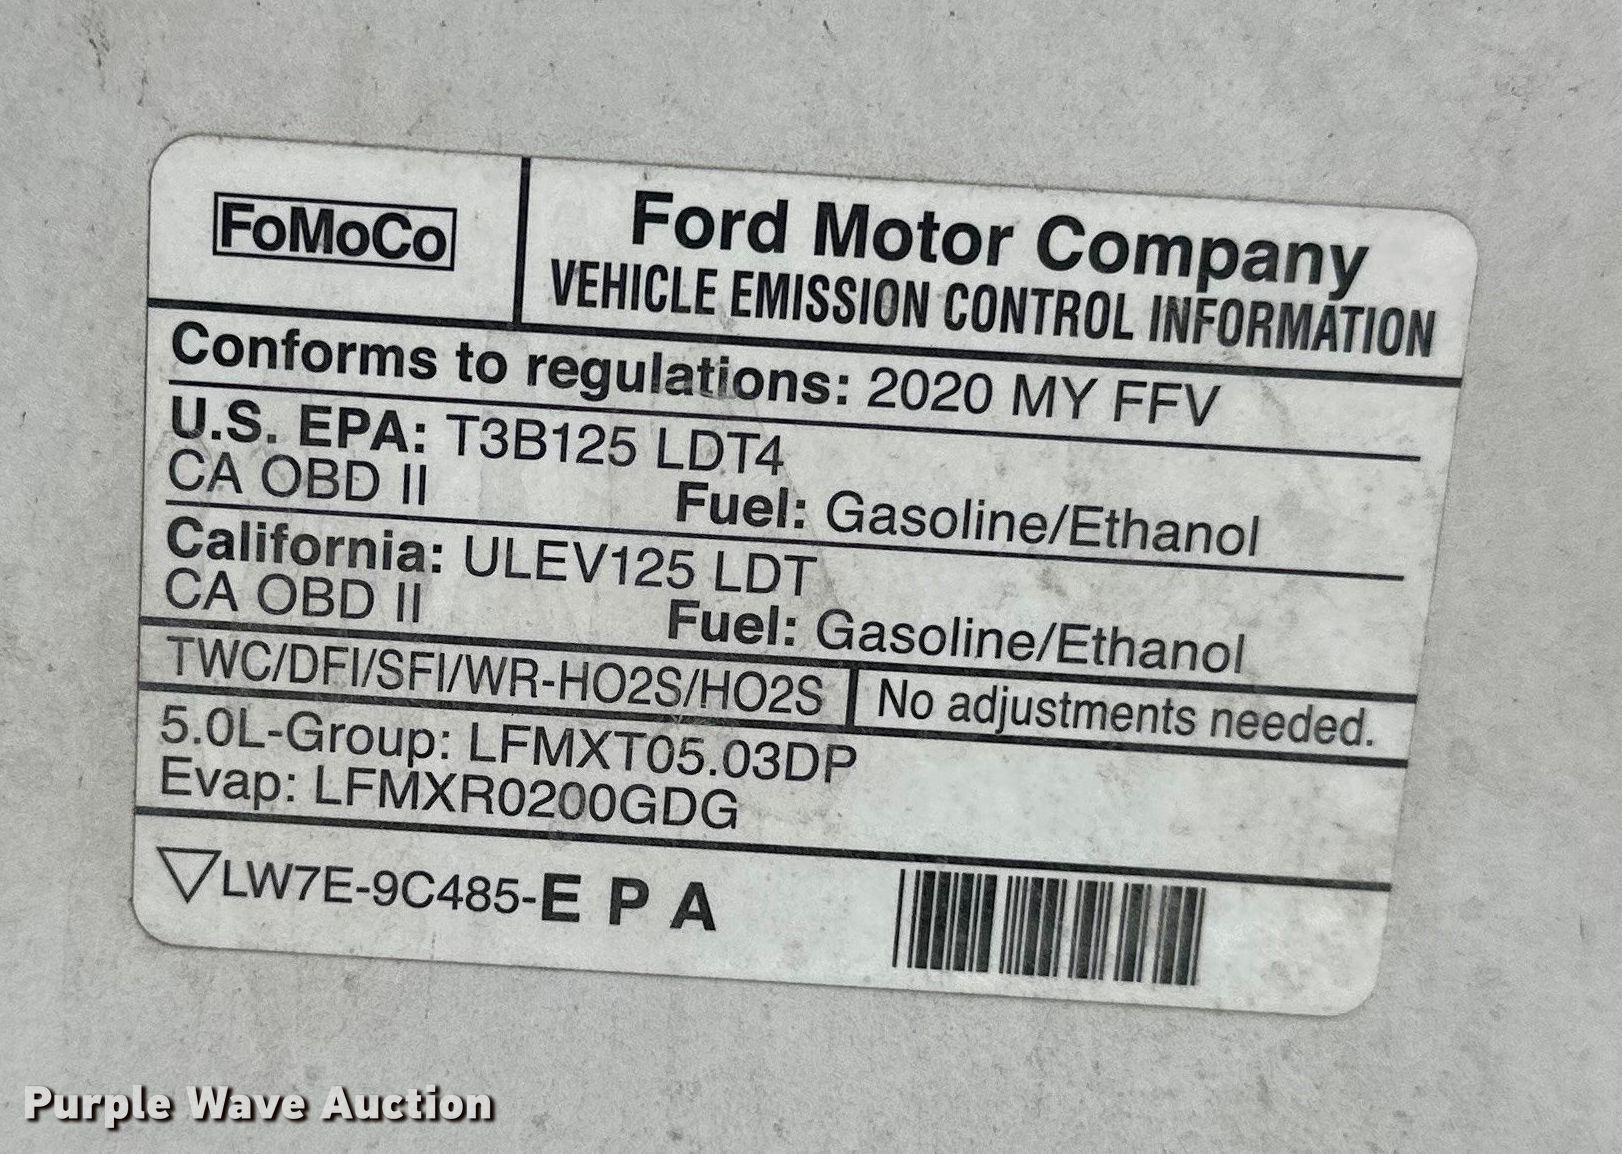 FoMoCo
Ford Motor Company
VEHICLE EMISSION CONTROL INFORMATION
Conforms to regulations: 2020 MY FFV
U.S. EPA: T3B125 LDT4
CA OBD II Fuel: Gasoline/Ethanol
California: ULEV125 LDT
CA OBD II Fuel: Gasoline/Ethanol
TWC/DFI/SFI/WR-HO2S/HO2S No adjustments needed.
5.0L-Group: LFMXT05.03DP
Evap: LFMXR0200GDG
LW7E-9C485-E P A
Purple Wave Auction